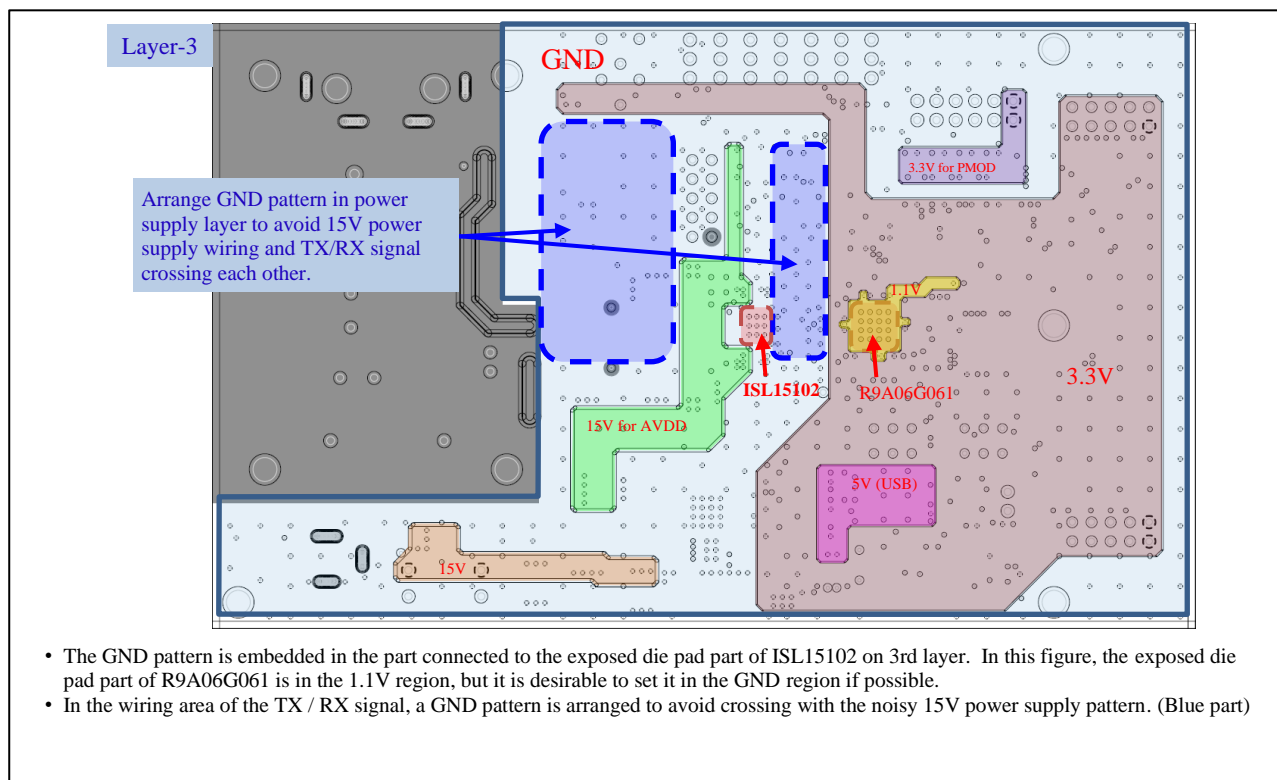 Layer-3
GND
3.3V for PMOD
Arrange GND pattern in power
supply layer to avoid 15V power
supply wiring and TX/RX signal
crossing each other.
1.1V
3.3V
ISL15102
R9A06G061
15V for AVDD
5V (USB)
15V
• The GND pattern is embedded in the part connected to the exposed die pad part of ISL15102 on 3rd layer. In this figure, the exposed die
pad part of R9A06G061 is in the 1.1V region, but it is desirable to set it in the GND region if possible.
• In the wiring area of the TX / RX signal, a GND pattern is arranged to avoid crossing with the noisy 15V power supply pattern. (Blue part)